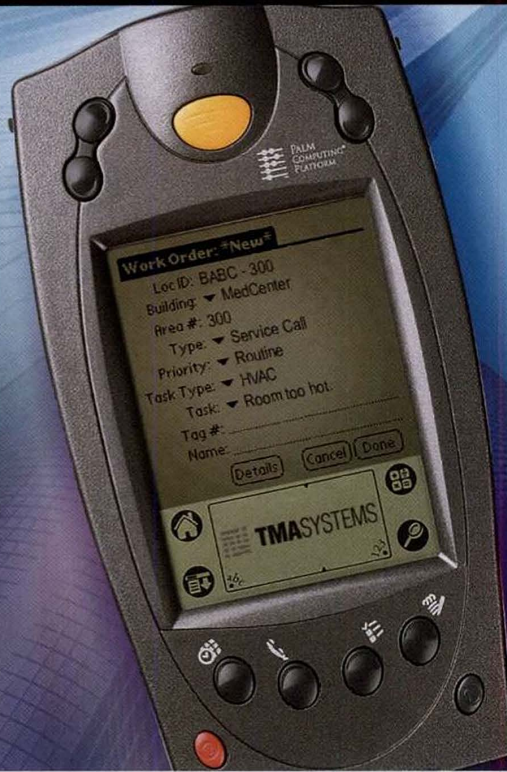 PALM
COMPUTING®
PLATFORM
Work Order: *New*
Loc ID: BABC - 300
Building: MedCenter
Area #: 300
Type: Service Call
Priority: Routine
Task Type: HVAC
Task: Room too hot.
Tag #:
Name:
Details Cancel Done
TMASYSTEMS
123